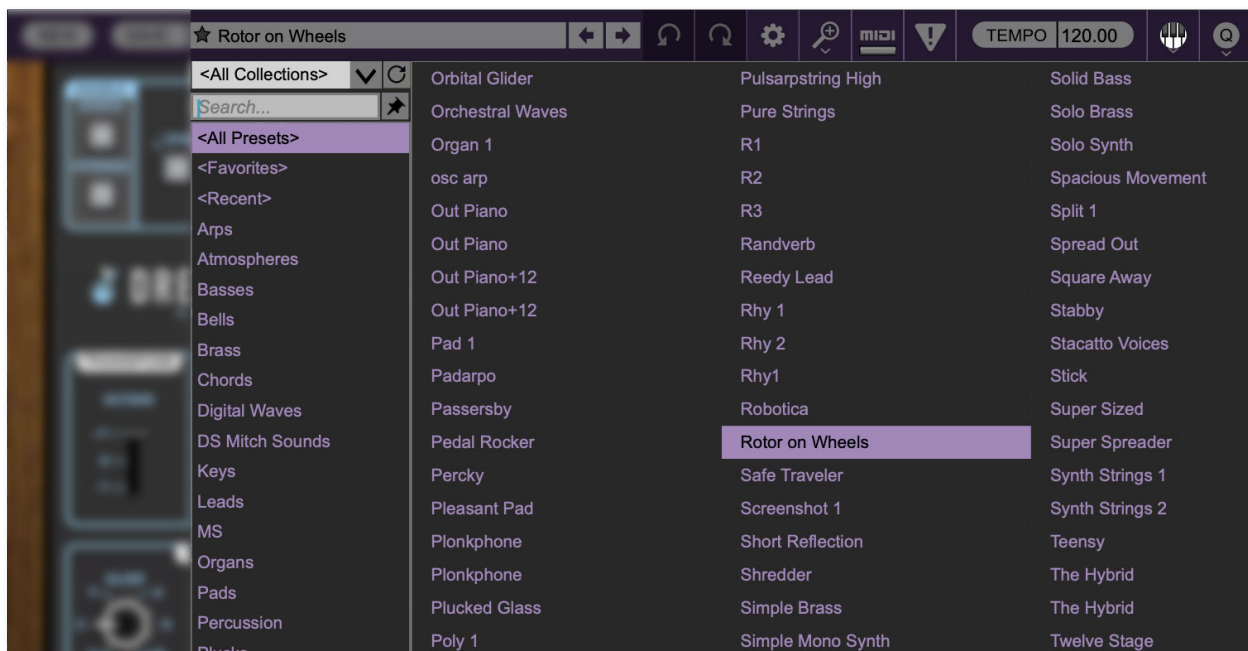 Rotor on Wheels
MIDI
TEMPO 120.00
Q
<All Collections>
Search...
<All Presets>
<Favorites>
<Recent>
Arps
Atmospheres
Basses
Bells
Brass
Chords
Digital Waves
DS Mitch Sounds
Keys
Leads
MS
Organs
Pads
Percussion
Orbital Glider
Orchestral Waves
Organ 1
osc arp
Out Piano
Out Piano
Out Piano+12
Out Piano+12
Pad 1
Padarpo
Passersby
Pedal Rocker
Percky
Pleasant Pad
Plonkphone
Plonkphone
Plucked Glass
Poly 1
Pulsarpstring High
Pure Strings
R1
R2
R3
Randverb
Reedy Lead
Rhy 1
Rhy 2
Rhy1
Robotica
Rotor on Wheels
Safe Traveler
Screenshot 1
Short Reflection
Shredder
Simple Brass
Simple Mono Synth
Solid Bass
Solo Brass
Solo Synth
Spacious Movement
Split 1
Spread Out
Square Away
Stabby
Stacatto Voices
Stick
Super Sized
Super Spreader
Synth Strings 1
Synth Strings 2
Teensy
The Hybrid
The Hybrid
Twelve Stage